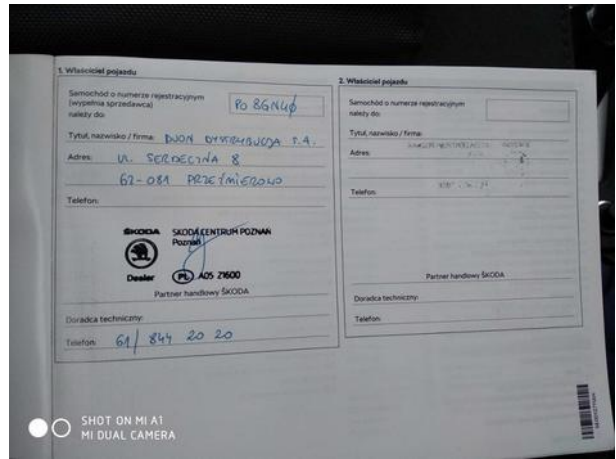 1. Właściciel pojazdu
Samochód o numerze rejestracyjnym
(wypełnia sprzedawca)
należy do:
PO 8GN40
Tytuł, nazwisko / firma: DUON DYSTRYBUCJA S.A.
Adres: UL. SERDECZNA 8
62-081 PRZEŹMIEROWO
Telefon:
ŠKODA
SKODA CENTRUM POZNAŃ
Poznań
Dealer
PL A05 21600
Partner handlowy ŠKODA
Doradca techniczny:
Telefon: 61/ 844 20 20
2. Właściciel pojazdu
Samochód o numerze rejestracyjnym
należy do:
Tytuł, nazwisko / firma:
Adres:
Telefon:
Partner handlowy ŠKODA
Doradca techniczny:
Telefon:
SHOT ON MI A1
MI DUAL CAMERA